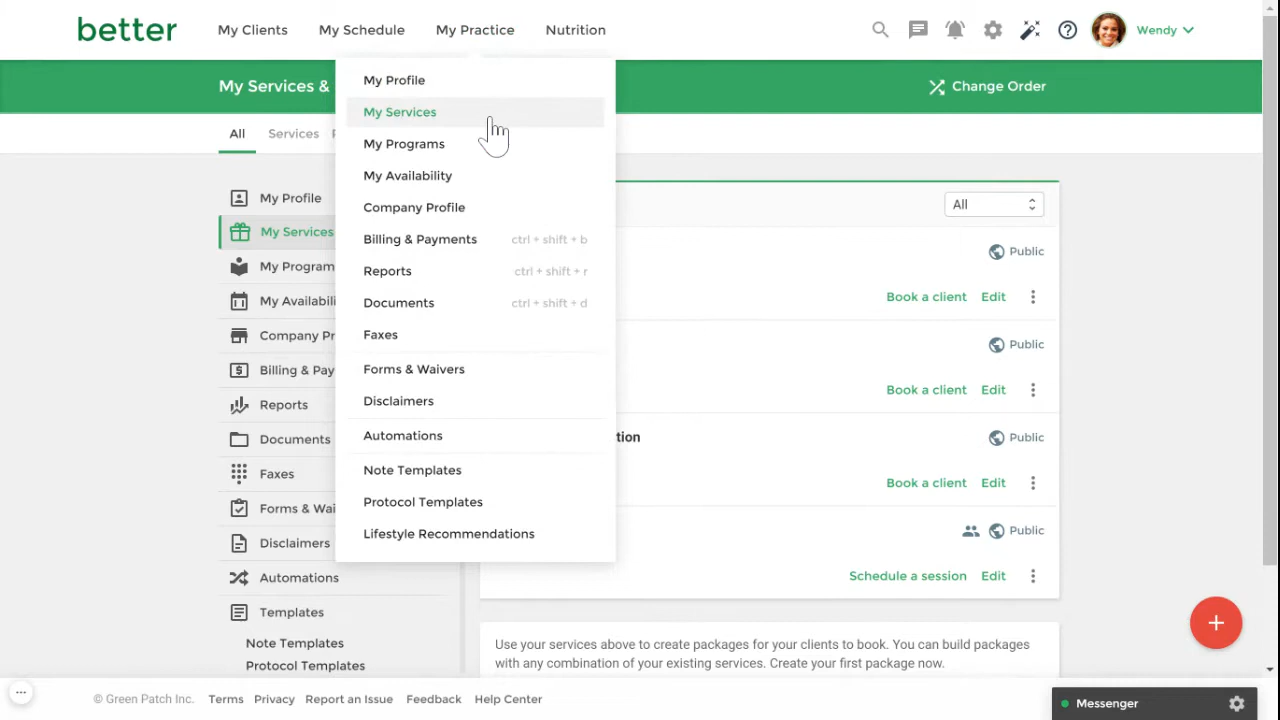 better
My Clients
My Schedule
My Practice
Nutrition
Wendy
My Services &
Change Order
All
Services
My Profile
My Services
My Programs
My Availability
Company Profile
Billing & Payments ctrl + shift + b
Reports ctrl + shift + r
Documents ctrl + shift + d
Faxes
Forms & Waivers
Disclaimers
Automations
Note Templates
Protocol Templates
Lifestyle Recommendations
My Profile
My Services
My Program
My Availabili
Company Pr
Billing & Pay
Reports
Documents
Faxes
Forms & Wai
Disclaimers
Automations
Templates
Note Templates
Protocol Templates
All
Public
Book a client Edit
Public
Book a client Edit
tion
Public
Book a client Edit
Public
Schedule a session Edit
Use your services above to create packages for your clients to book. You can build packages
with any combination of your existing services. Create your first package now.
+
© Green Patch Inc. Terms Privacy Report an Issue Feedback Help Center
Messenger